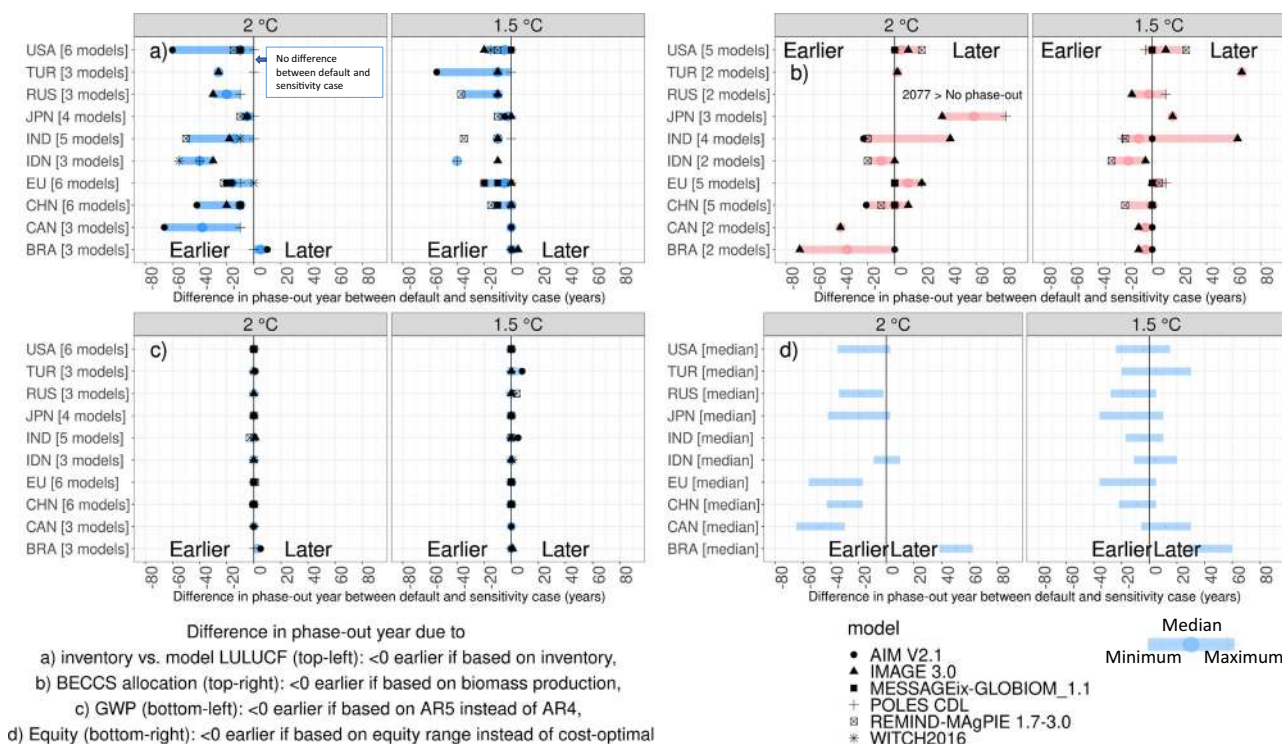 2 °C
1.5 °C
a)
USA [6 models]
TUR [3 models]
RUS [3 models]
JPN [4 models]
IND [5 models]
IDN [3 models]
EU [6 models]
CHN [6 models]
CAN [3 models]
BRA [3 models]
No difference
between default and
sensitivity case
Earlier
Later
-80 -60 -40 -20 0 20 40 60 80
-80 -60 -40 -20 0 20 40 60 80
Difference in phase-out year between default and sensitivity case (years)
2 °C
1.5 °C
b)
USA [5 models]
TUR [2 models]
RUS [2 models]
JPN [3 models]
IND [4 models]
IDN [2 models]
EU [5 models]
CHN [5 models]
CAN [2 models]
BRA [2 models]
Earlier
Later
Earlier
Later
2077 > No phase-out
-80 -60 -40 -20 0 20 40 60 80
-80 -60 -40 -20 0 20 40 60 80
Difference in phase-out year between default and sensitivity case (years)
2 °C
1.5 °C
c)
USA [6 models]
TUR [3 models]
RUS [3 models]
JPN [4 models]
IND [5 models]
IDN [3 models]
EU [6 models]
CHN [6 models]
CAN [3 models]
BRA [3 models]
Earlier
Later
Earlier
Later
-80 -60 -40 -20 0 20 40 60 80
-80 -60 -40 -20 0 20 40 60 80
Difference in phase-out year between default and sensitivity case (years)
2 °C
1.5 °C
d)
USA [median]
TUR [median]
RUS [median]
JPN [median]
IND [median]
IDN [median]
EU [median]
CHN [median]
CAN [median]
BRA [median]
Earlier
Later
Earlier
Later
-80 -60 -40 -20 0 20 40 60 80
-80 -60 -40 -20 0 20 40 60 80
Difference in phase-out year between default and sensitivity case (years)
Difference in phase-out year due to
a) inventory vs. model LULUCF (top-left): <0 earlier if based on inventory,
b) BECCS allocation (top-right): <0 earlier if based on biomass production,
c) GWP (bottom-left): <0 earlier if based on AR5 instead of AR4,
d) Equity (bottom-right): <0 earlier if based on equity range instead of cost-optimal
model
AIM V2.1
IMAGE 3.0
MESSAGEix-GLOBIOM_1.1
POLES CDL
REMIND-MAgPIE 1.7-3.0
WITCH2016
Median
Minimum
Maximum